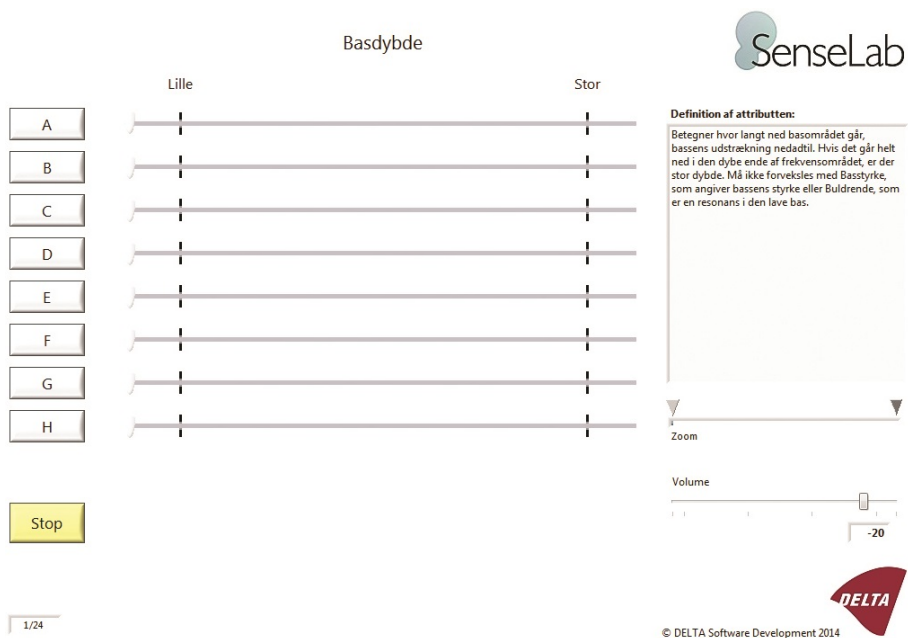 Basdybde
SenseLab
Lille
Stor
A
B
C
D
E
F
G
H
Definition af attributten:
Betegner hvor langt ned basområdet går,
bassens udstrækning nedadtil. Hvis det går helt
ned i den dybe ende af frekvensområdet, er der
stor dybde. Må ikke forveksles med Basstyrke,
som angiver bassens styrke eller Buldrende, som
er en resonans i den lave bas.
Zoom
Volume
-20
Stop
1/24
DELTA
© DELTA Software Development 2014